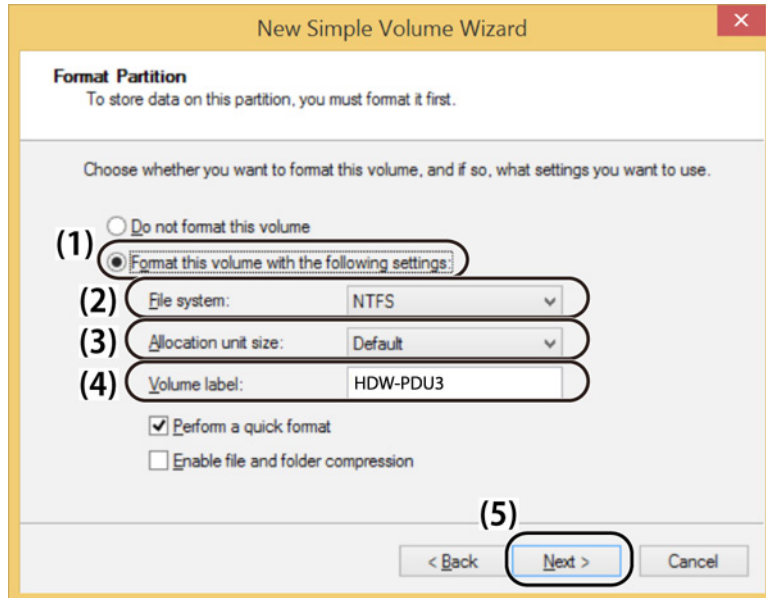 New Simple Volume Wizard
Format Partition
To store data on this partition, you must format it first.
Choose whether you want to format this volume, and if so, what settings you want to use.
Do not format this volume
(1) Format this volume with the following settings:
(2) File system: NTFS
(3) Allocation unit size: Default
(4) Volume label: HDW-PDU3
Perform a quick format
Enable file and folder compression
(5)
< Back Next > Cancel